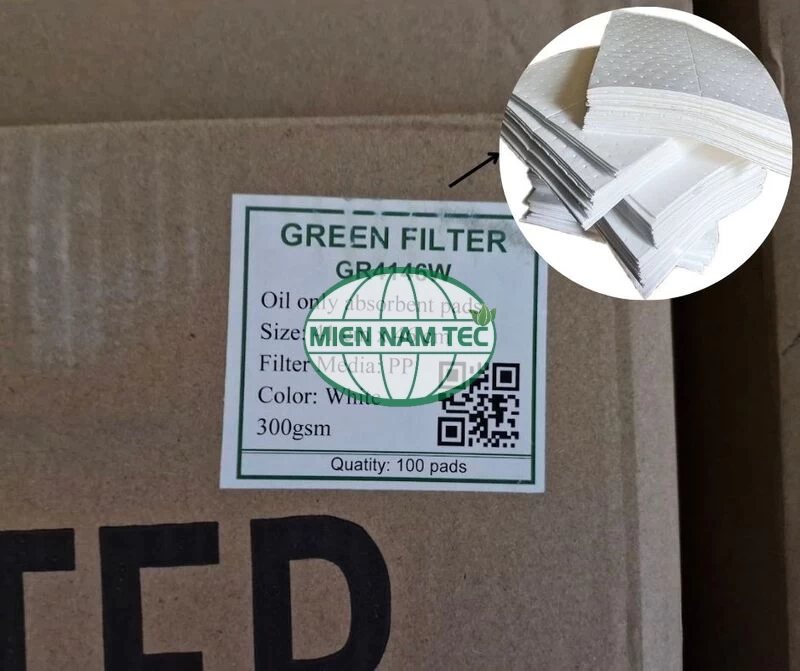 GREEN FILTER
GR4146W
Oil only absorbent pads
Size:
MIEN NAM TEC
Filter Media: PP
Color: White
300gsm
Quatity: 100 pads
TER